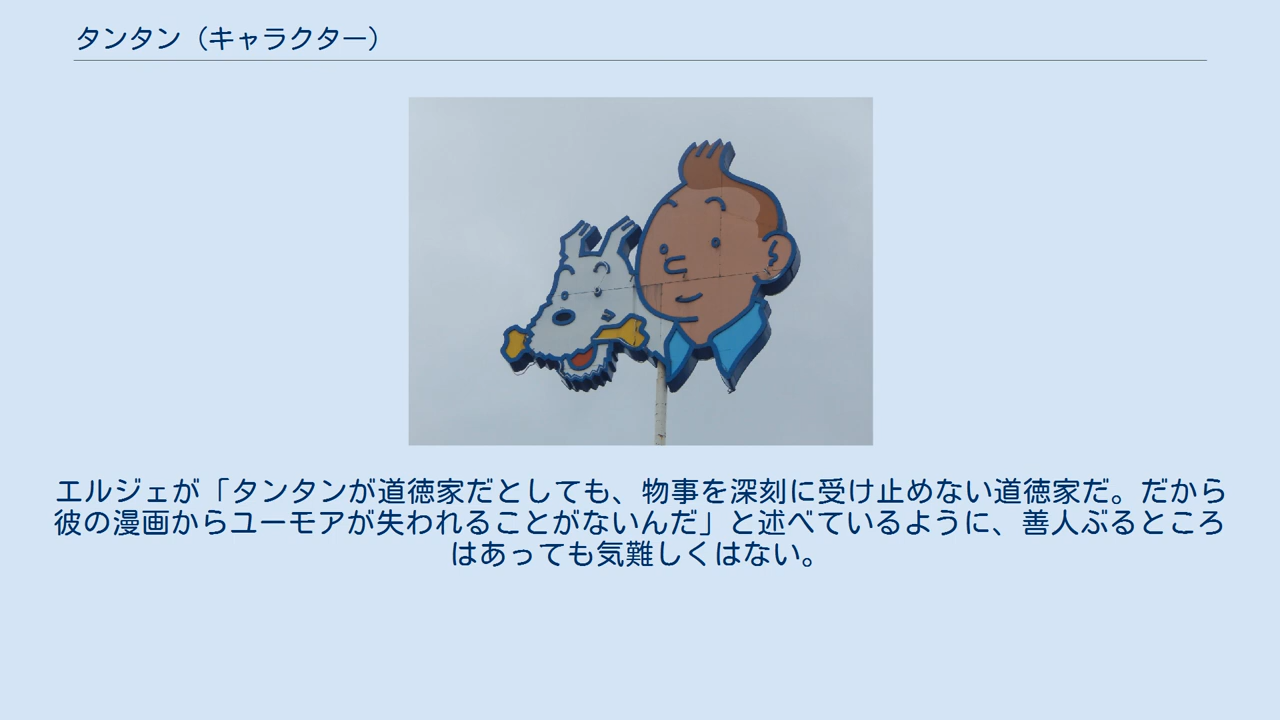 タンタン（キャラクター）
エルジェが「タンタンが道徳家だとしても、物事を深刻に受け止めない道徳家だ。だから
彼の漫画からユーモアが失われることがないんだ」と述べているように、善人ぶるところ
はあっても気難しくはない。